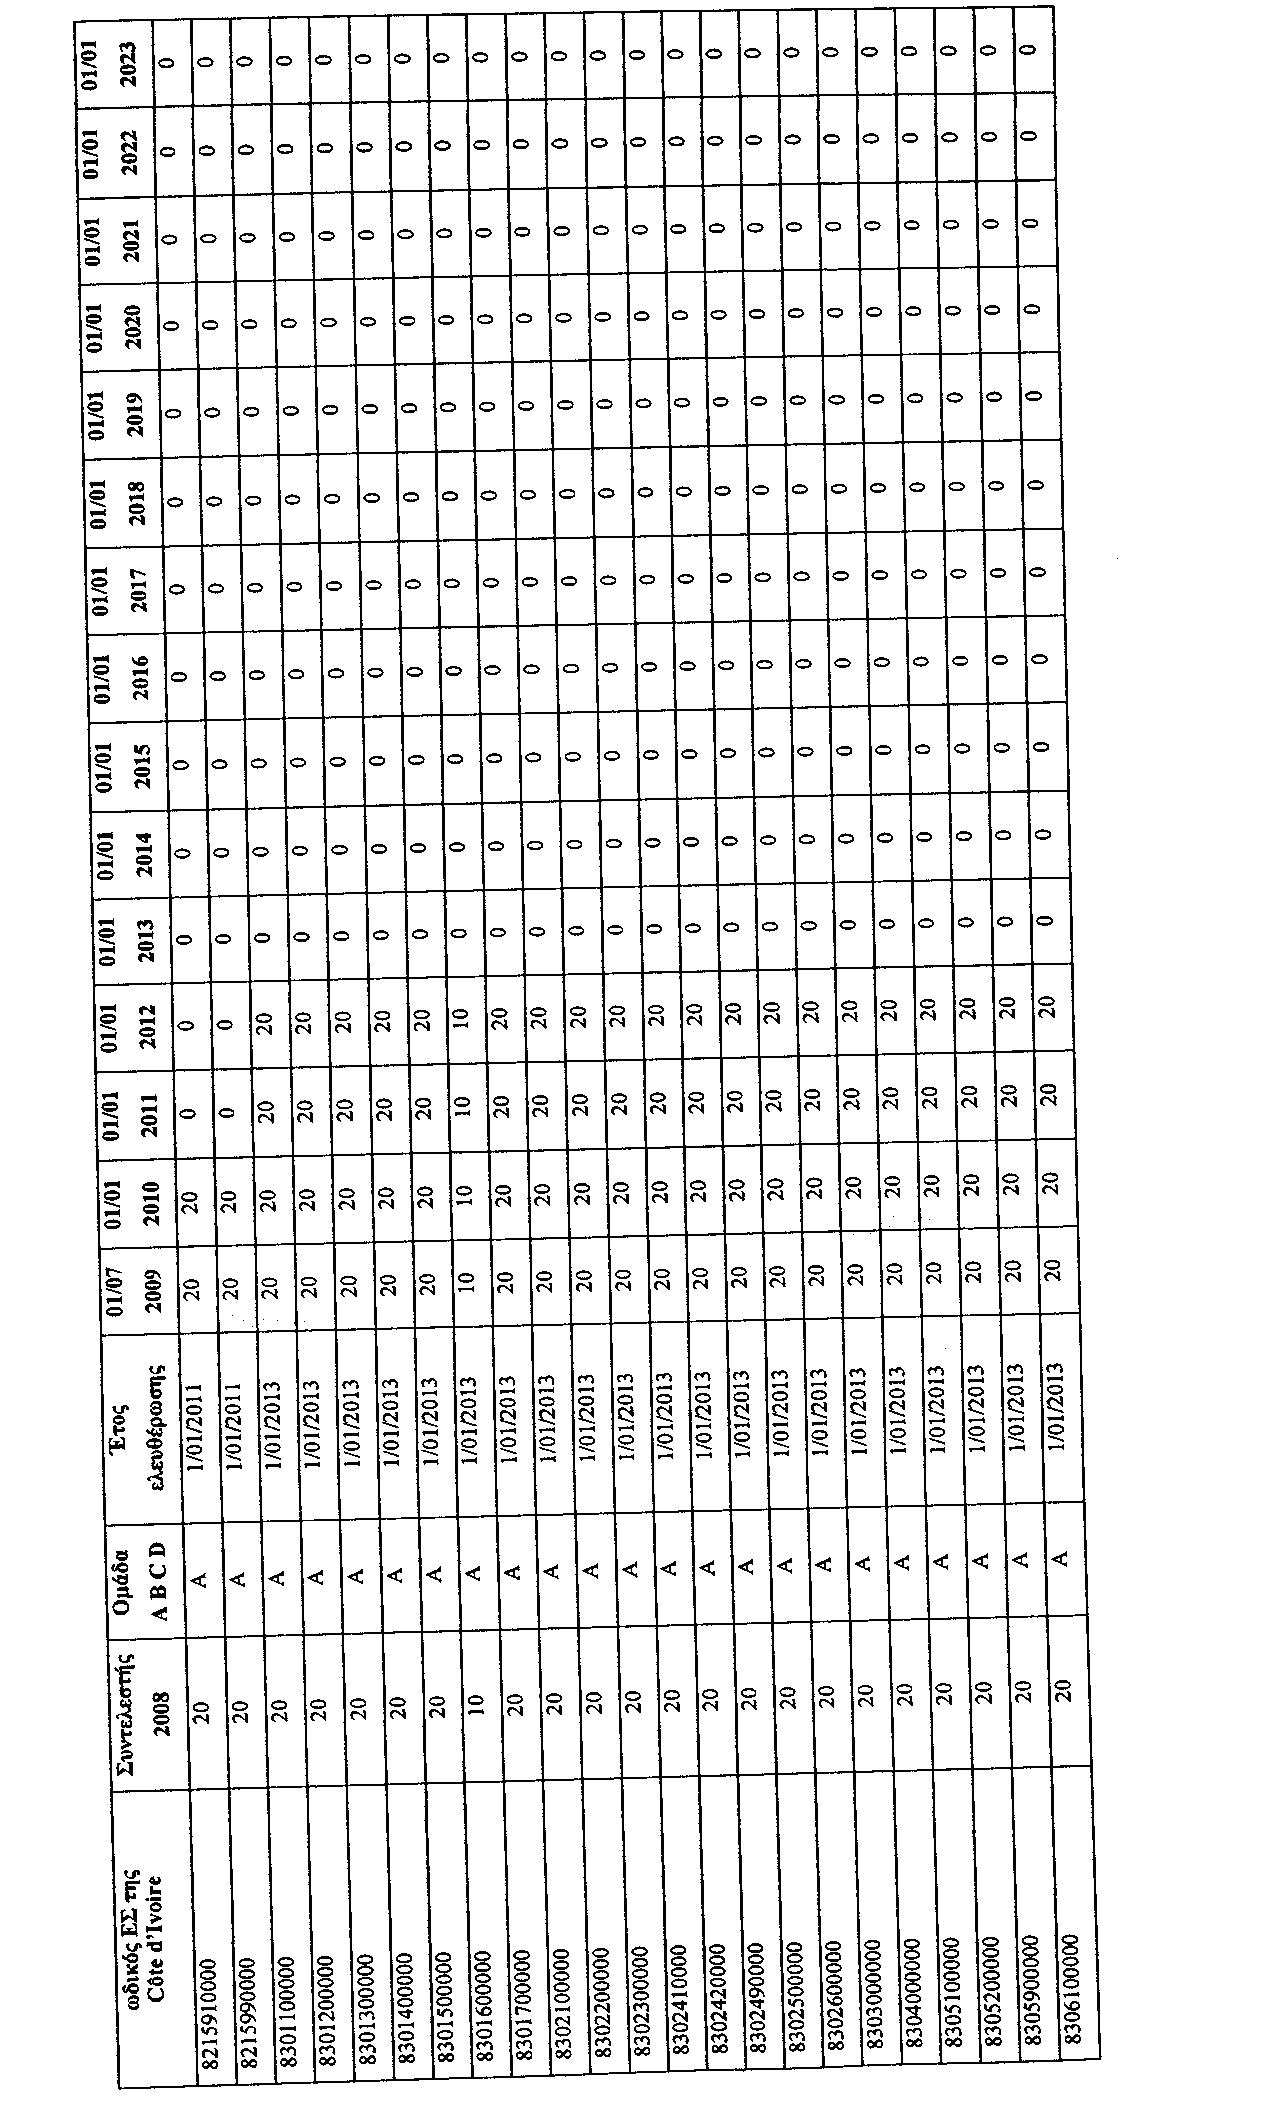 ωδικός ΕΣ της Côte d'Ivoire | Συντελεστής 2008 | Ομάδα A B C D | Έτος ελευθέρωσης | 01/07 2009 | 01/01 2010 | 01/01 2011 | 01/01 2012 | 01/01 2013 | 01/01 2014 | 01/01 2015 | 01/01 2016 | 01/01 2017 | 01/01 2018 | 01/01 2019 | 01/01 2020 | 01/01 2021 | 01/01 2022 | 01/01 2023
8215910000 20 A 1/01/2011 20 20 0 0 0 0 0 0 0 0 0 0 0 0 0
8215990000 20 A 1/01/2011 20 20 0 0 0 0 0 0 0 0 0 0 0 0 0
8301100000 20 A 1/01/2013 20 20 20 20 0 0 0 0 0 0 0 0 0 0 0
8301200000 20 A 1/01/2013 20 20 20 20 0 0 0 0 0 0 0 0 0 0 0
8301300000 20 A 1/01/2013 20 20 20 20 0 0 0 0 0 0 0 0 0 0 0
8301400000 20 A 1/01/2013 20 20 20 20 0 0 0 0 0 0 0 0 0 0 0
8301500000 20 A 1/01/2013 20 20 20 20 0 0 0 0 0 0 0 0 0 0 0
8301600000 10 A 1/01/2013 10 10 10 10 0 0 0 0 0 0 0 0 0 0 0
8301700000 20 A 1/01/2013 20 20 20 20 0 0 0 0 0 0 0 0 0 0 0
8302100000 20 A 1/01/2013 20 20 20 20 0 0 0 0 0 0 0 0 0 0 0
8302200000 20 A 1/01/2013 20 20 20 20 0 0 0 0 0 0 0 0 0 0 0
8302300000 20 A 1/01/2013 20 20 20 20 0 0 0 0 0 0 0 0 0 0 0
8302410000 20 A 1/01/2013 20 20 20 20 0 0 0 0 0 0 0 0 0 0 0
8302420000 20 A 1/01/2013 20 20 20 20 0 0 0 0 0 0 0 0 0 0 0
8302490000 20 A 1/01/2013 20 20 20 20 0 0 0 0 0 0 0 0 0 0 0
8302500000 20 A 1/01/2013 20 20 20 20 0 0 0 0 0 0 0 0 0 0 0
8302600000 20 A 1/01/2013 20 20 20 20 0 0 0 0 0 0 0 0 0 0 0
8303000000 20 A 1/01/2013 20 20 20 20 0 0 0 0 0 0 0 0 0 0 0
8304000000 20 A 1/01/2013 20 20 20 20 0 0 0 0 0 0 0 0 0 0 0
8305100000 20 A 1/01/2013 20 20 20 20 0 0 0 0 0 0 0 0 0 0 0
8305200000 20 A 1/01/2013 20 20 20 20 0 0 0 0 0 0 0 0 0 0 0
8305900000 20 A 1/01/2013 20 20 20 20 0 0 0 0 0 0 0 0 0 0 0
8306100000 20 A 1/01/2013 20 20 20 20 0 0 0 0 0 0 0 0 0 0 0